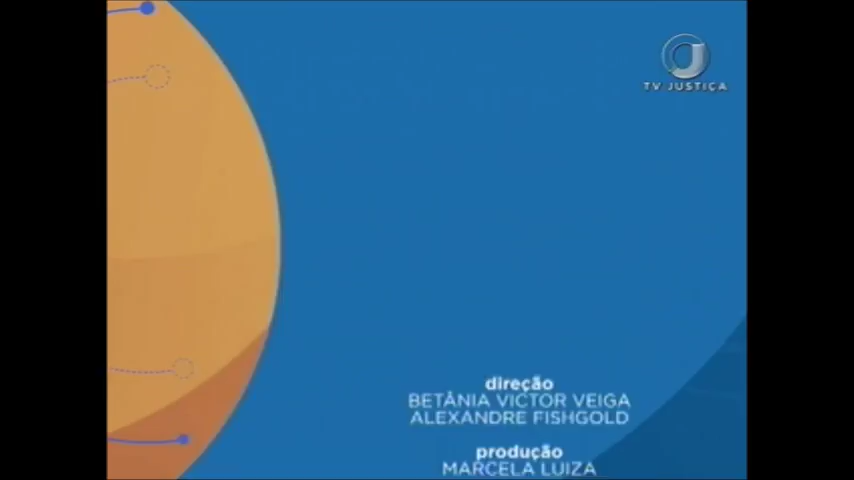 TV JUSTIÇA
direção
BETÂNIA VICTOR VEIGA
ALEXANDRE FISHGOLD
produção
MARCELA LUIZA